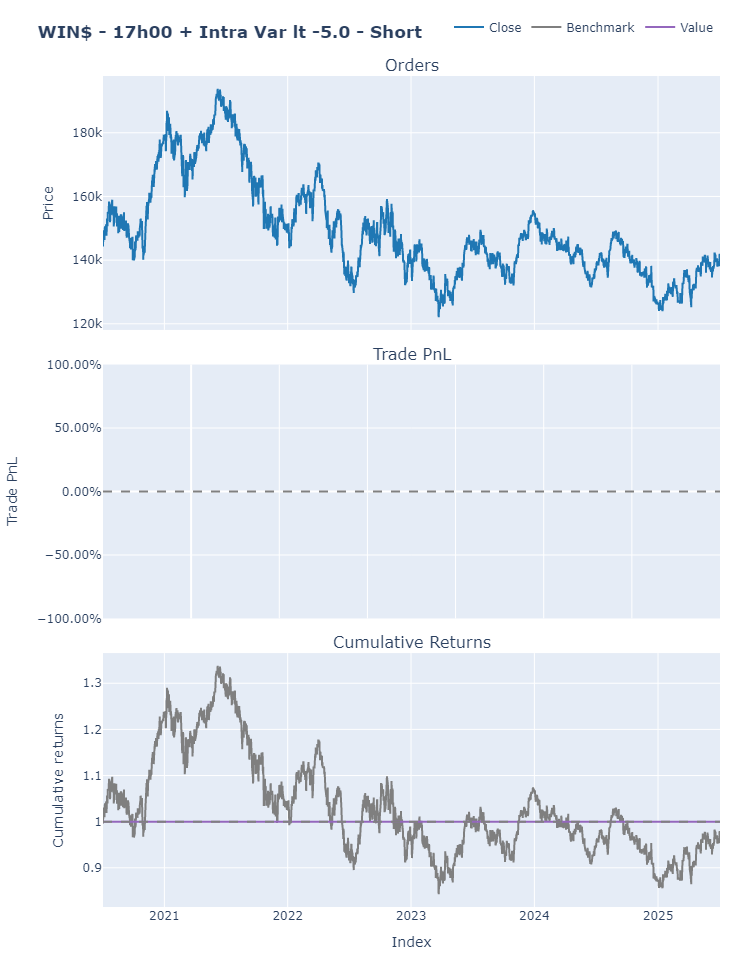 WIN$ - 17h00 + Intra Var lt -5.0 - Short
Close
Benchmark
Value
Orders
180k
160k
140k
120k
Price
Trade PnL
100.00%
50.00%
0.00%
−50.00%
−100.00%
Trade PnL
Cumulative Returns
1.3
1.2
1.1
1
0.9
Cumulative returns
2021
2022
2023
2024
2025
Index